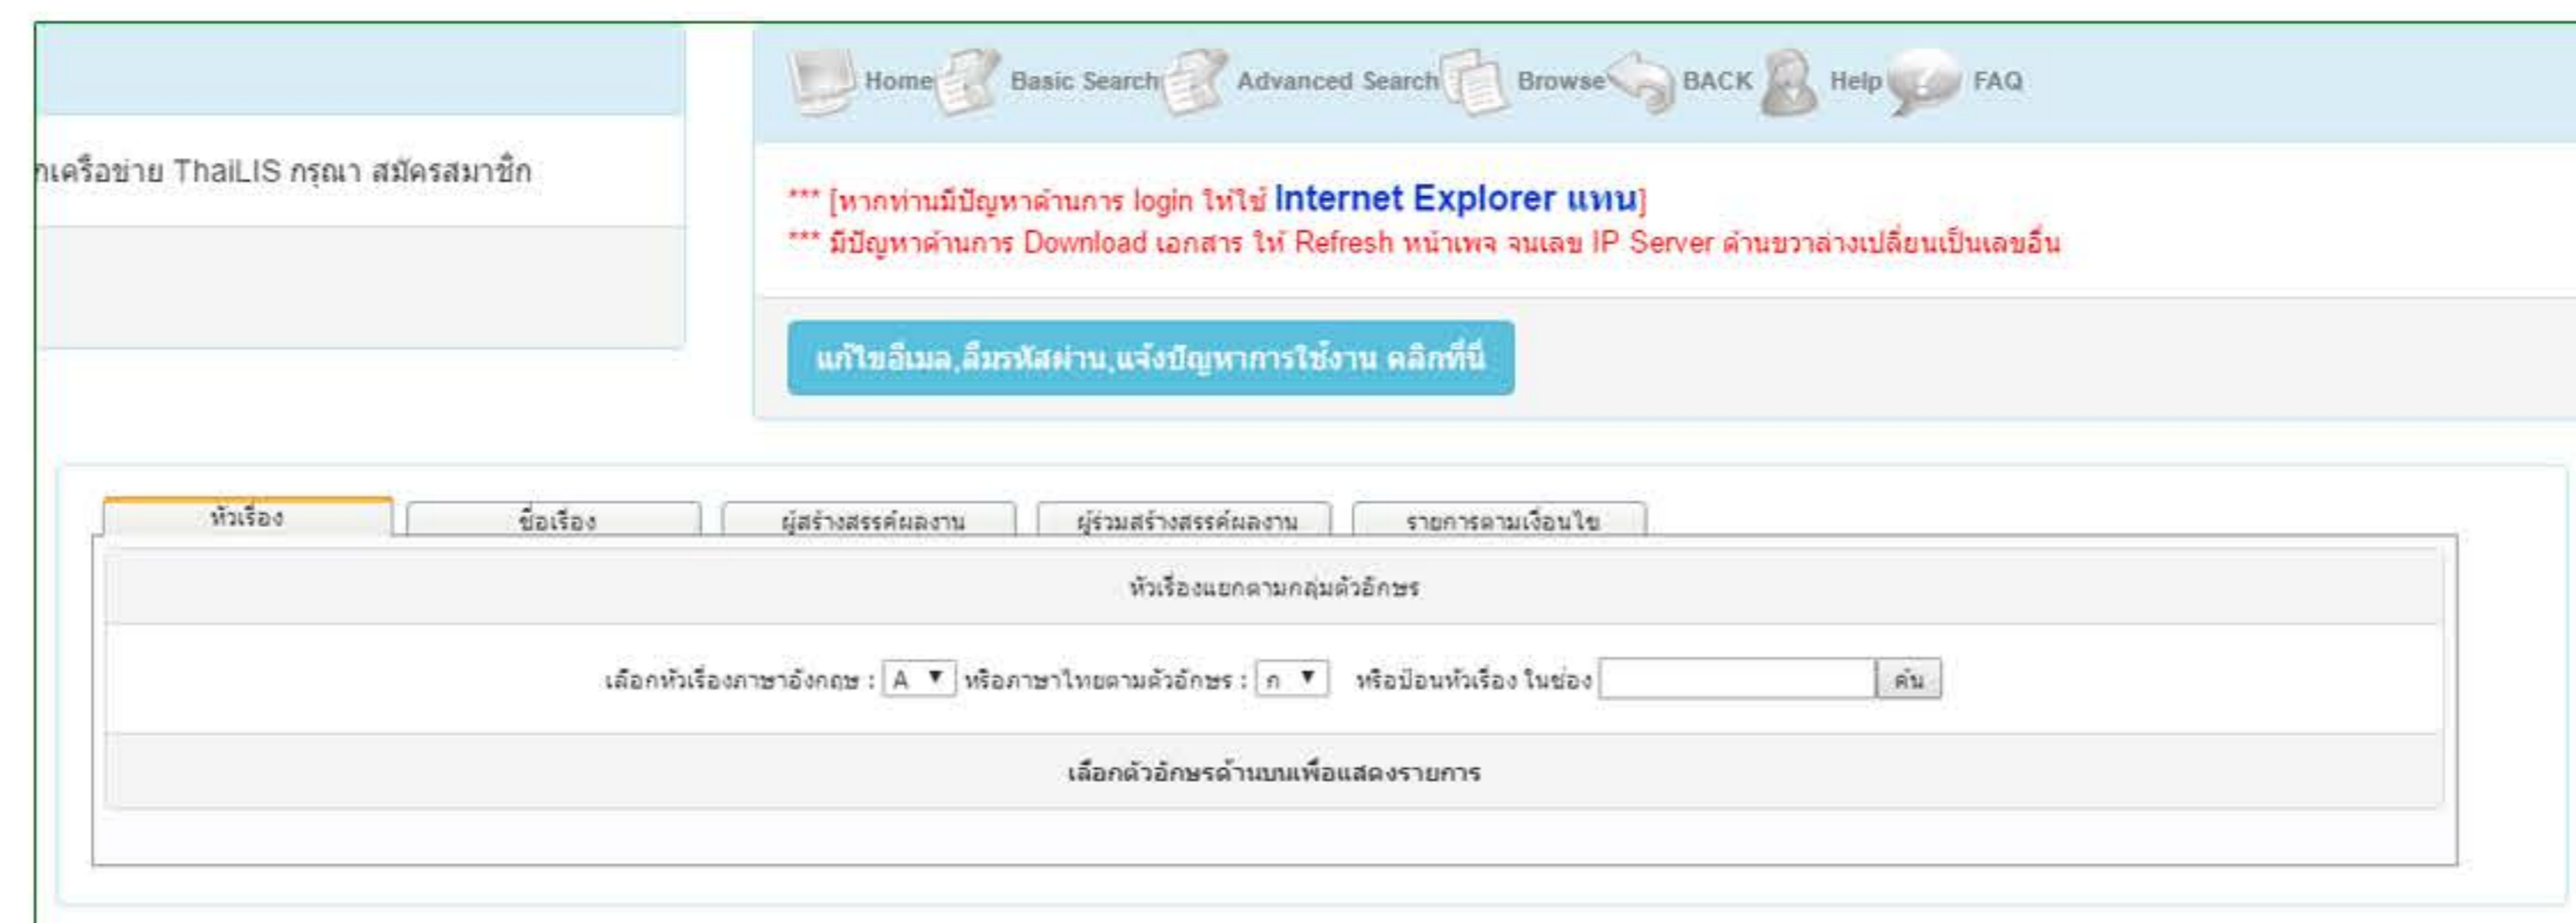 Home Basic Search Advanced Search Browse BACK Help FAQ
กเครือข่าย ThaiLIS กรุณา สมัครสมาชิก
*** [หากท่านมีปัญหาด้านการ login ให้ใช้ Internet Explorer แทน]
*** มีปัญหาด้านการ Download เอกสาร ให้ Refresh หน้าเพจ จนเลข IP Server ด้านขวาล่างเปลี่ยนเป็นเลขอื่น
แก้ไขอีเมล,ลืมรหัสผ่าน,แจ้งปัญหาการใช้งาน คลิกที่นี่
หัวเรื่อง ชื่อเรื่อง ผู้สร้างสรรค์ผลงาน ผู้ร่วมสร้างสรรค์ผลงาน รายการตามเงื่อนไข
หัวเรื่องแยกตามกลุ่มตัวอักษร
เลือกหัวเรื่องภาษาอังกฤษ : A หรือภาษาไทยตามตัวอักษร : ก หรือป้อนหัวเรื่อง ในช่อง ค้น
เลือกตัวอักษรด้านบนเพื่อแสดงรายการ